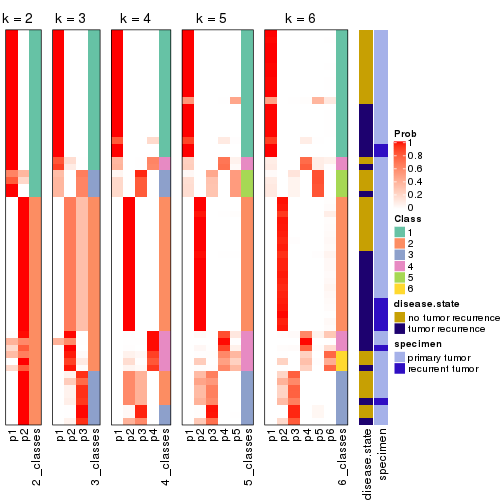 k = 2 k = 3 k = 4 k = 5 k = 6
Prob
1
0.8
0.6
0.4
0.2
0
Class
1
2
3
4
5
6
disease.state
no tumor recurrence
tumor recurrence
specimen
primary tumor
recurrent tumor
p1 p2 2_classes p1 p2 p3 3_classes p1 p2 p3 p4 4_classes p1 p2 p3 p4 p5 5_classes p1 p2 p3 p4 p5 p6 6_classes disease.state specimen